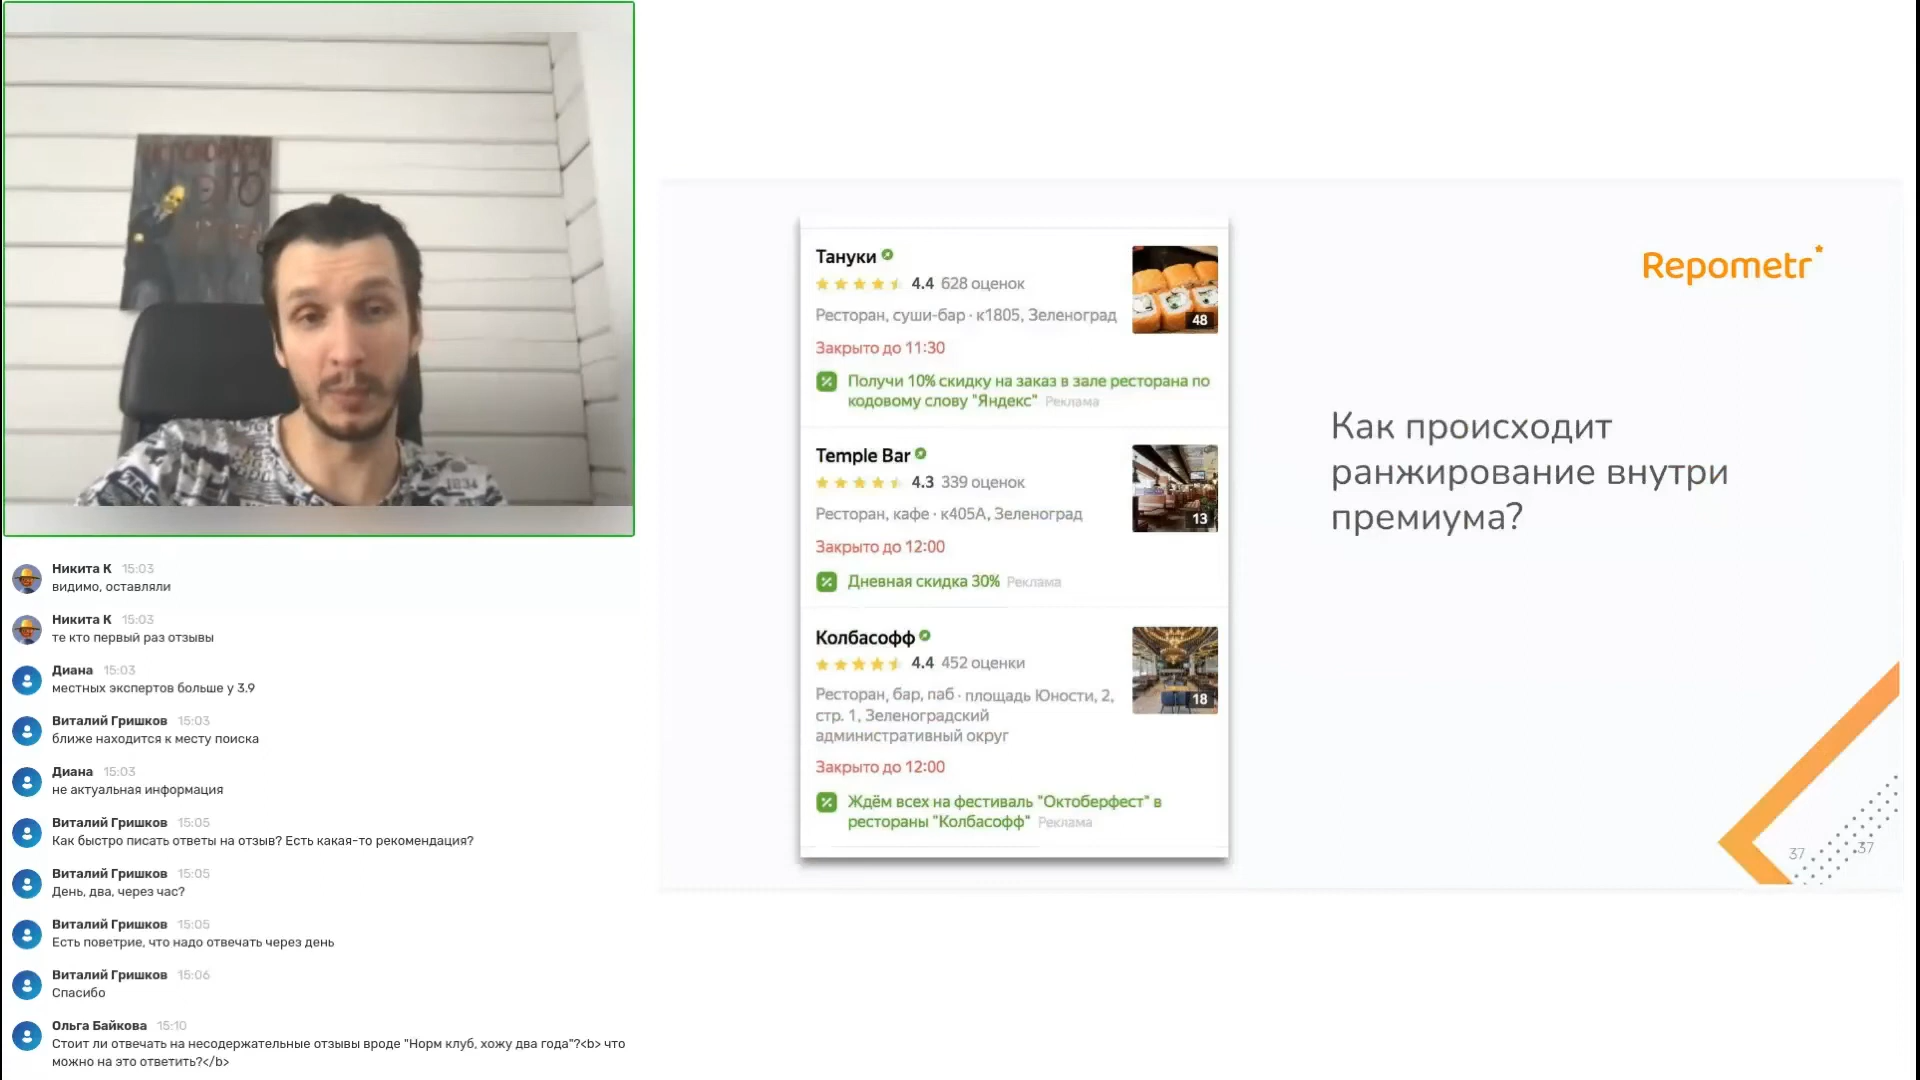 ЭТО
1834
Никита К 15:03
видимо, оставляли
Никита К 15:03
те кто первый раз отзывы
Диана 15:03
местных экспертов больше у 3.9
Виталий Гришков 15:03
ближе находится к месту поиска
Диана 15:03
не актуальная информация
Виталий Гришков 15:05
Как быстро писать ответы на отзыв? Есть какая-то рекомендация?
Виталий Гришков 15:05
День, два, через час?
Виталий Гришков 15:05
Есть поветрие, что надо отвечать через день
Виталий Гришков 15:06
Спасибо
Ольга Байкова 15:10
Стоит ли отвечать на несодержательные отзывы вроде "Норм клуб, хожу два года"?<b> что
можно на это ответить?</b>
Тануки
4.4 628 оценок
Ресторан, суши-бар · к1805, Зеленоград
48
Закрыто до 11:30
Получи 10% скидку на заказ в зале ресторана по
кодовому слову "Яндекс" Реклама
Temple Bar
4.3 339 оценок
Ресторан, кафе · к405А, Зеленоград
13
Закрыто до 12:00
Дневная скидка 30% Реклама
Колбасофф
4.4 452 оценки
Ресторан, бар, паб · площадь Юности, 2,
стр. 1, Зеленоградский
административный округ
18
Закрыто до 12:00
Ждём всех на фестиваль "Октоберфест" в
рестораны "Колбасофф" Реклама
Repometr
Как происходит
ранжирование внутри
премиума?
37
37